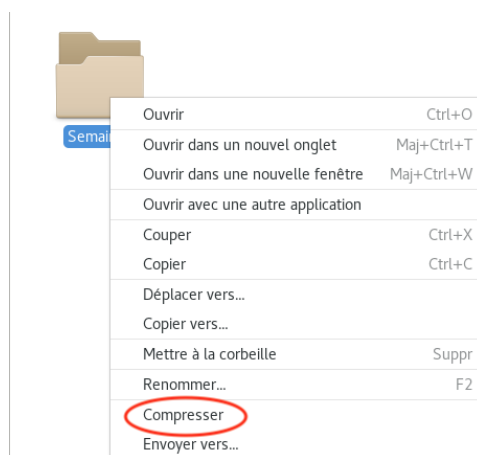 Semai
Ouvrir Ctrl+O
Ouvrir dans un nouvel onglet Maj+Ctrl+T
Ouvrir dans une nouvelle fenêtre Maj+Ctrl+W
Ouvrir avec une autre application
Couper Ctrl+X
Copier Ctrl+C
Déplacer vers...
Copier vers...
Mettre à la corbeille Suppr
Renommer... F2
Compresser
Envoyer vers...